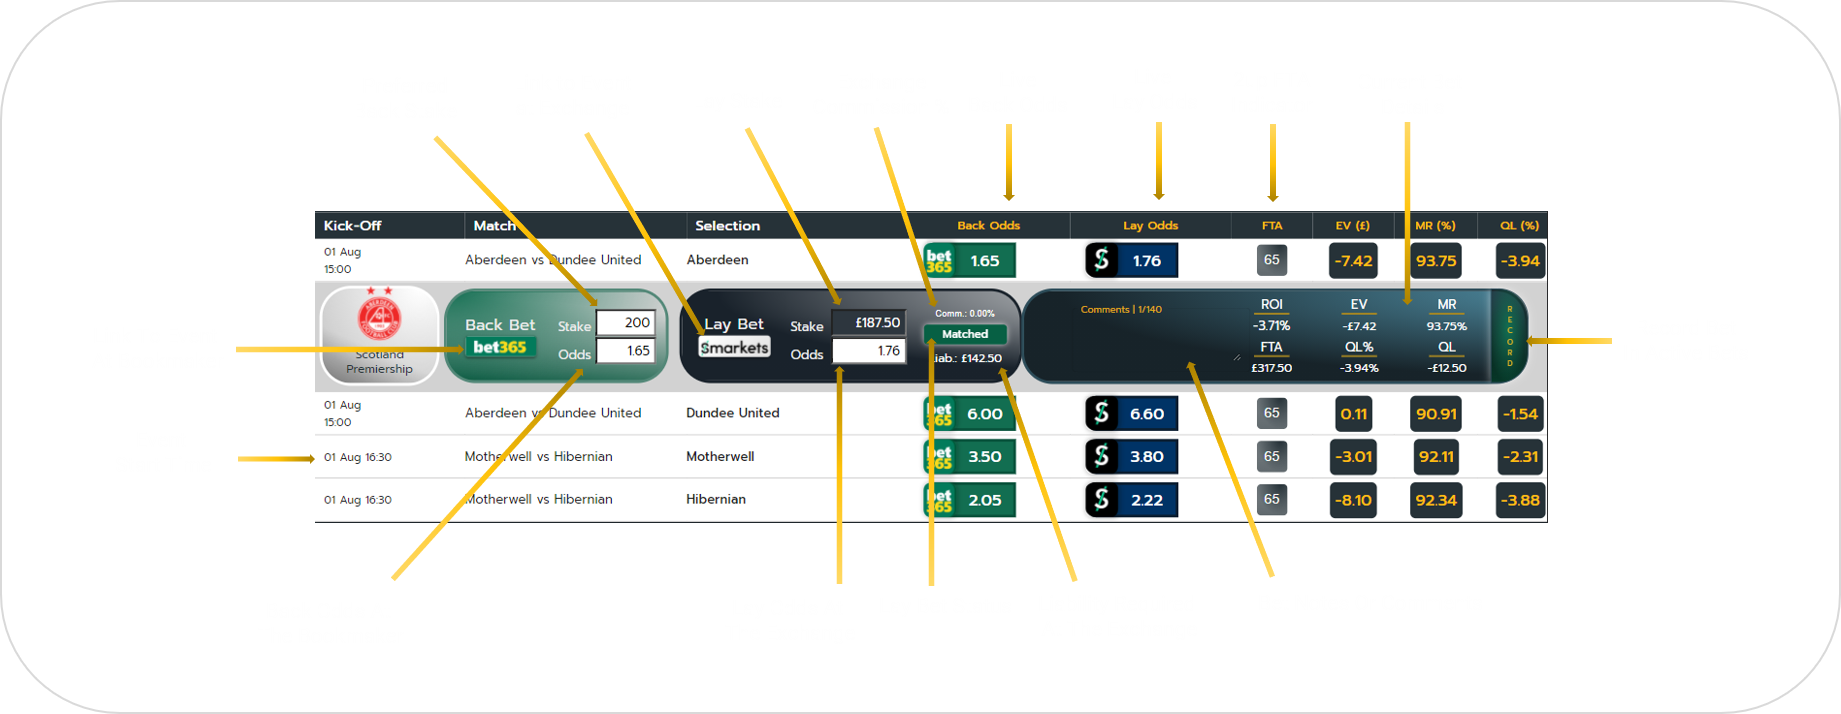 Kick-Off Match Selection Back Odds Lay Odds FTA EV (£) MR (%) QL (%)
01 Aug
15:00
Aberdeen vs Dundee United Aberdeen bet365 1.65 1.76 65 -7.42 93.75 -3.94
ABERDEEN
FOOTBALL CLUB
1903
Scotland
Premiership
Back Bet
bet365
Stake 200
Odds 1.65
Lay Bet
Smarkets
Stake £187.50
Odds 1.76
Comm.: 0.00%
Matched
Liab.: £142.50
Comments | 1/140
ROI EV MR
-3.71% -£7.42 93.75%
FTA QL% QL
£317.50 -3.94% -£12.50
RECORD
01 Aug
15:00
Aberdeen vs Dundee United Dundee United bet365 6.00 6.60 65 0.11 90.91 -1.54
01 Aug 16:30 Motherwell vs Hibernian Motherwell bet365 3.50 3.80 65 -3.01 92.11 -2.31
01 Aug 16:30 Motherwell vs Hibernian Hibernian bet365 2.05 2.22 65 -8.10 92.34 -3.88